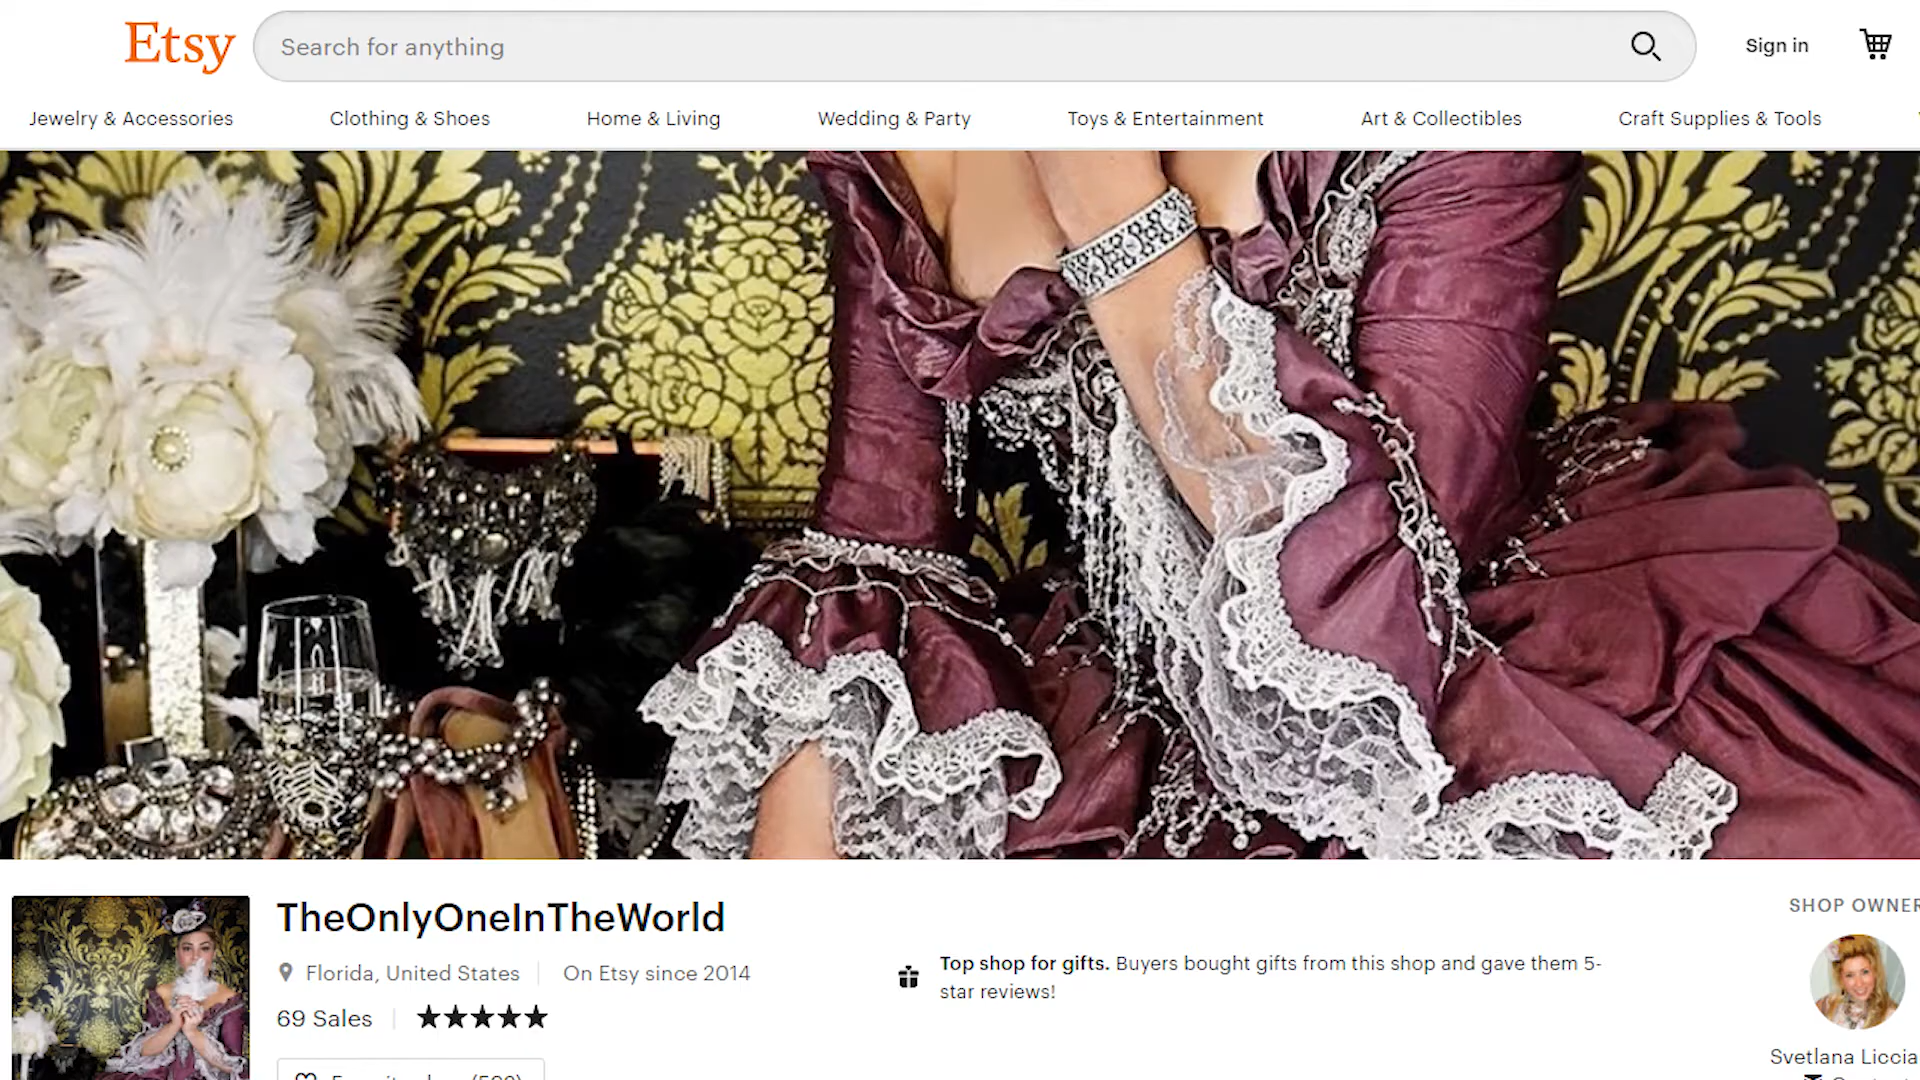 Etsy
Search for anything
Sign in
Jewelry & Accessories
Clothing & Shoes
Home & Living
Wedding & Party
Toys & Entertainment
Art & Collectibles
Craft Supplies & Tools
TheOnlyOneInTheWorld
Florida, United States
On Etsy since 2014
69 Sales
Top shop for gifts. Buyers bought gifts from this shop and gave them 5-
star reviews!
SHOP OWNER
Svetlana Liccia